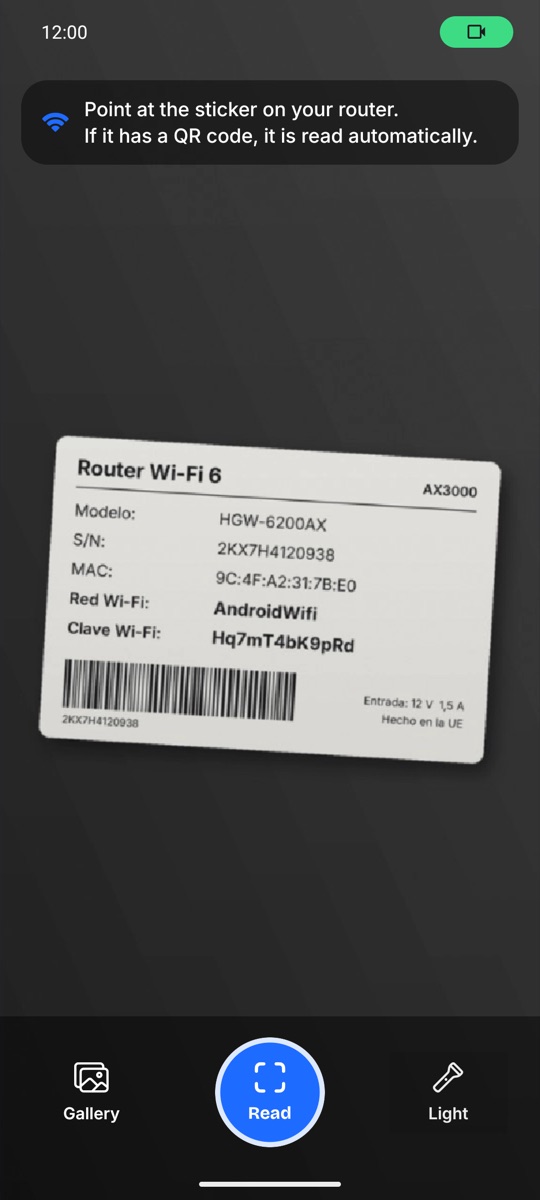 12:00
Point at the sticker on your router.
If it has a QR code, it is read automatically.
Router Wi-Fi 6
AX3000
Modelo: HGW-6200AX
S/N: 2KX7H4120938
MAC: 9C:4F:A2:31:7B:E0
Red Wi-Fi: AndroidWifi
Clave Wi-Fi: Hq7mT4bK9pRd
2KX7H4120938
Entrada: 12 V 1,5 A
Hecho en la UE
Gallery
Read
Light